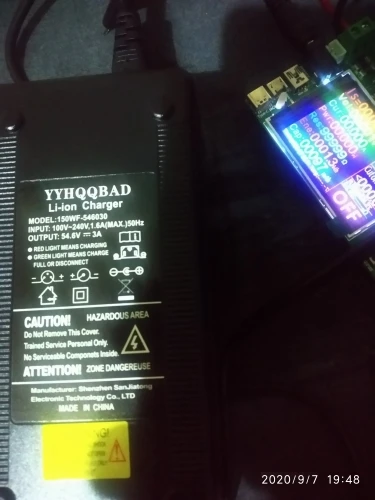 YYHQQBAD
Li-ion Charger
MODEL:150WF-546030
INPUT: 100V~240V,1.6A(MAX.)50Hz
OUTPUT: 54.6V 3A
RED LIGHT MEANS CHARGING
GREEN LIGHT MEANS CHARGE
FULL OR DISCONNECT
CAUTION! HAZARDOUS AREA
Do Not Remove This Cover.
Trained Service Personal Only.
No Serviceable Componets Inside.
ATTENTION! ZONE DANGEREUSE
Manufacturer: Shenzhen SanJiatong
Electronic Technology Co., LTD
MADE IN CHINA
OFF
2020/9/7 19:48